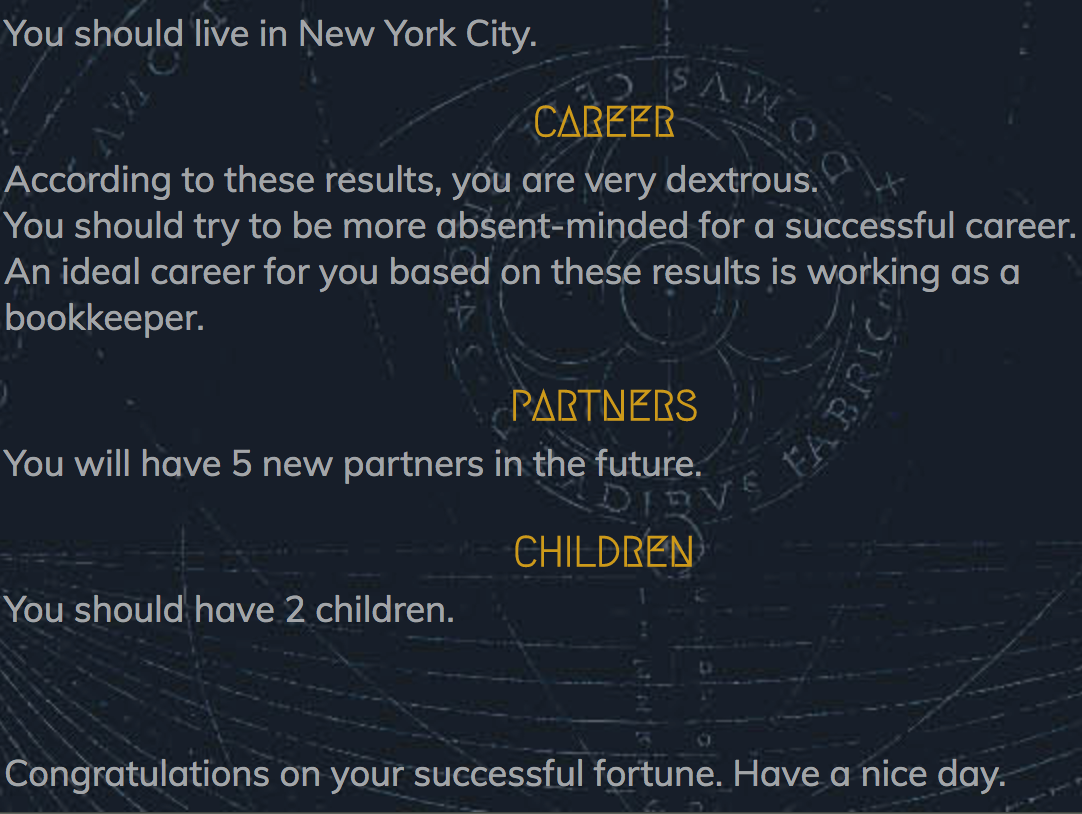 You should live in New York City.
CAREER
According to these results, you are very dextrous.
You should try to be more absent-minded for a successful career.
An ideal career for you based on these results is working as a
bookkeeper.
PARTNERS
You will have 5 new partners in the future.
CHILDREN
You should have 2 children.
Congratulations on your successful fortune. Have a nice day.